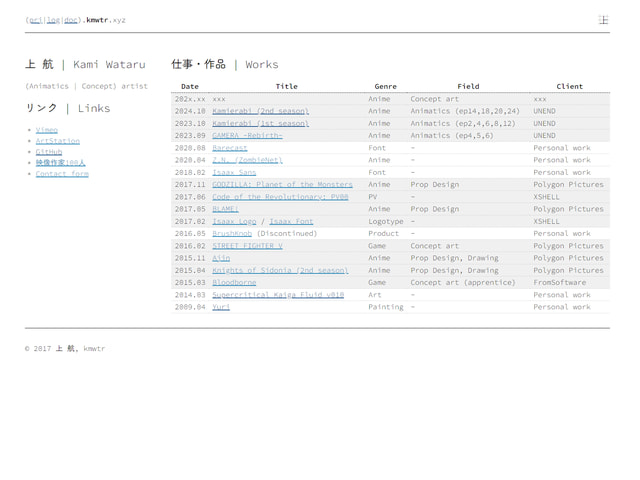 (pri|log|doc).kmwtr.xyz
上
上 航 | Kami Wataru
(Animatics | Concept) artist
リンク | Links
Vimeo
ArtStation
GitHub
映像作家100人
Contact form
仕事・作品 | Works
Date Title Genre Field Client
202x.xx xxx Anime Concept art xxx
2024.10 Kamierabi (2nd season) Anime Animatics (ep14,18,20,24) UNEND
2023.10 Kamierabi (1st season) Anime Animatics (ep2,4,6,8,12) UNEND
2023.09 GAMERA -Rebirth- Anime Animatics (ep4,5,6) UNEND
2020.08 Barecast Font - Personal work
2020.04 Z.N. (ZombieNet) Anime - Personal work
2018.02 Isaax Sans Font - Personal work
2017.11 GODZILLA: Planet of the Monsters Anime Prop Design Polygon Pictures
2017.06 Code of the Revolutionary: PV00 PV - XSHELL
2017.05 BLAME! Anime Prop Design Polygon Pictures
2017.02 Isaax Logo / Isaax Font Logotype - XSHELL
2016.05 BrushKnob (Discontinued) Product - Personal work
2016.02 STREET FIGHTER V Game Concept art Polygon Pictures
2015.11 Ajin Anime Prop Design, Drawing Polygon Pictures
2015.04 Knights of Sidonia (2nd season) Anime Prop Design, Drawing Polygon Pictures
2015.03 Bloodborne Game Concept art (apprentice) FromSoftware
2014.03 Supercritical Kaiga Fluid v010 Art - Personal work
2009.04 Yuri Painting - Personal work
© 2017 上 航, kmwtr